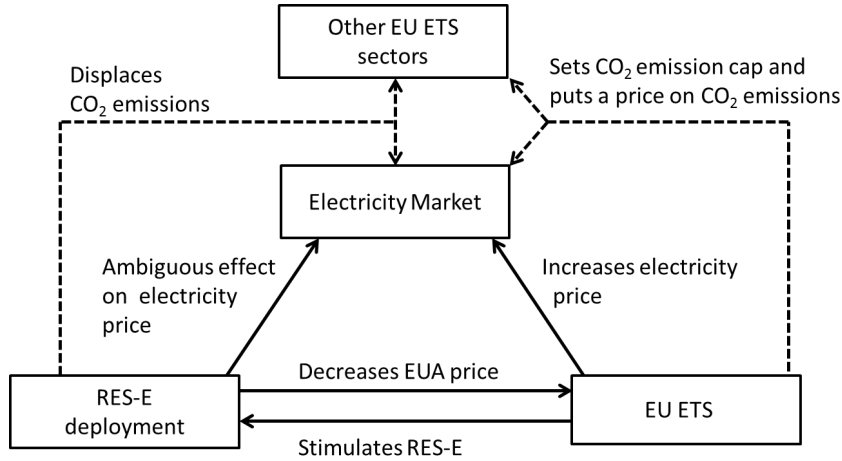 Other EU ETS
sectors
Displaces
CO₂ emissions
Sets CO₂ emission cap and
puts a price on CO₂ emissions
Electricity Market
Ambiguous effect
on electricity
price
Increases electricity
price
Decreases EUA price
RES-E
deployment
EU ETS
Stimulates RES-E